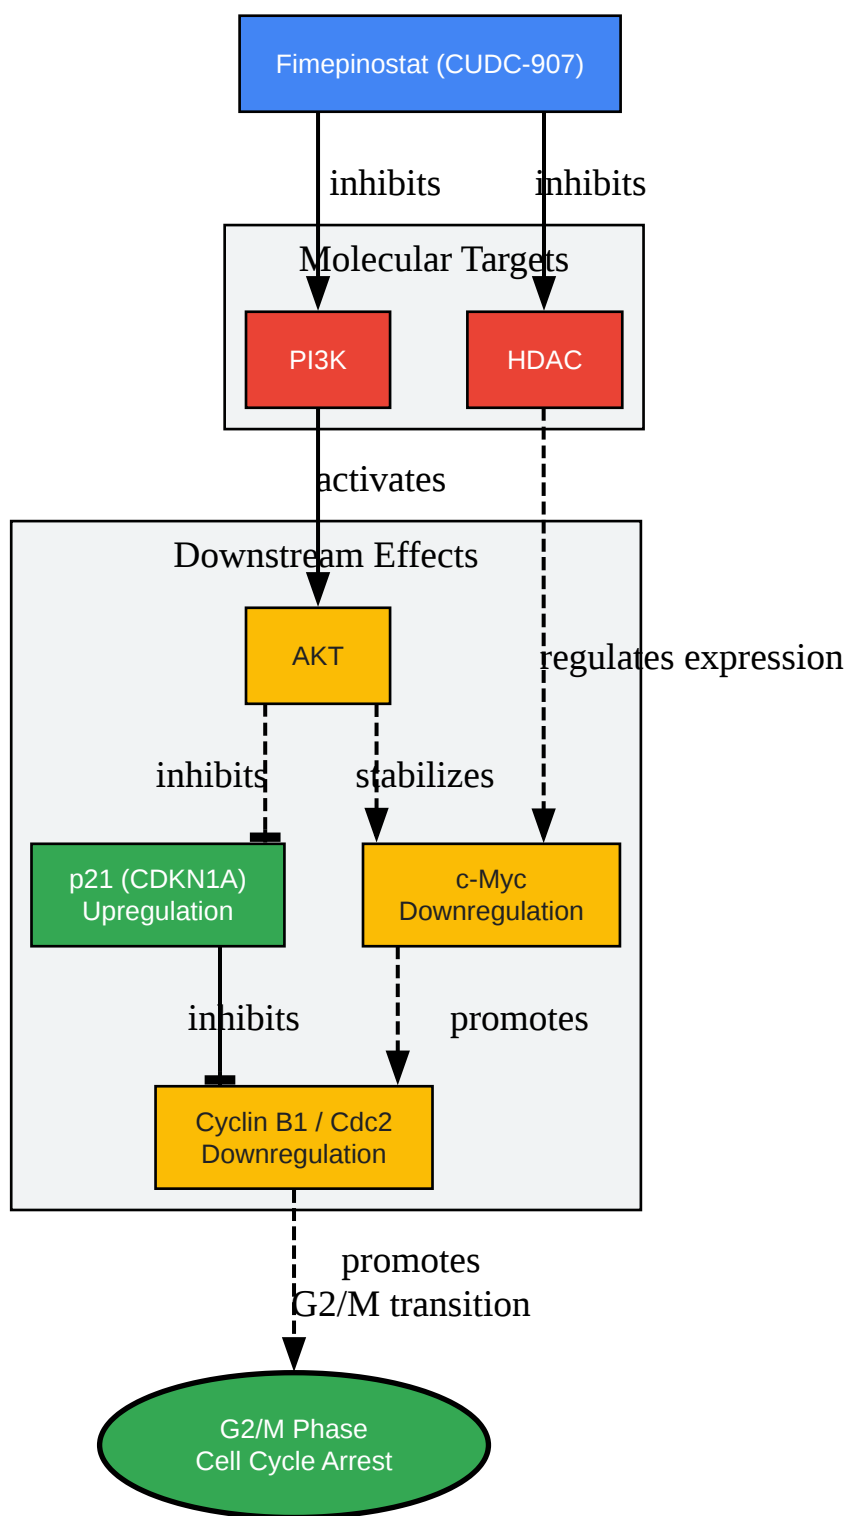 Fimepinostat (CUDC-907)
inhibits
inhibits
Molecular Targets
PI3K
HDAC
activates
Downstream Effects
AKT
regulates expression
inhibits
stabilizes
p21 (CDKN1A)
Upregulation
c-Myc
Downregulation
inhibits
promotes
Cyclin B1 / Cdc2
Downregulation
promotes
G2/M transition
G2/M Phase
Cell Cycle Arrest